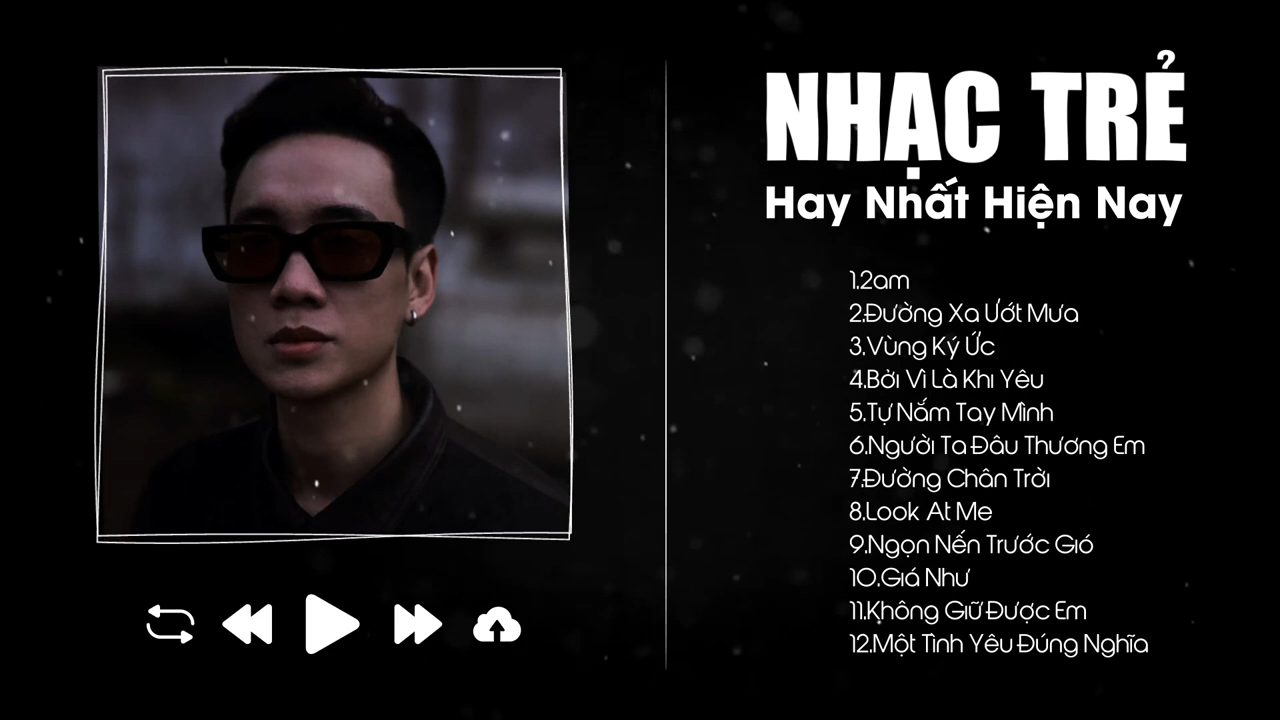 NHẠC TRẺ
Hay Nhất Hiện Nay
1.2am
2.Đường Xa Ướt Mưa
3.Vùng Ký Ức
4.Bởi Vì Là Khi Yêu
5.Tự Nắm Tay Mình
6.Người Ta Đâu Thương Em
7.Đường Chân Trời
8.Look At Me
9.Ngọn Nến Trước Gió
10.Giá Như
11.Không Giữ Được Em
12.Một Tình Yêu Đúng Nghĩa